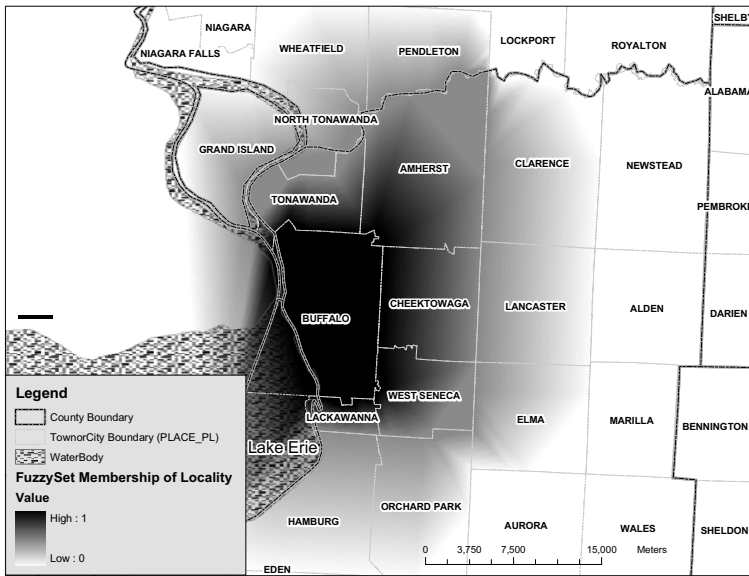 NIAGARA
SHELBY
NIAGARA FALLS
WHEATFIELD
PENDLETON
LOCKPORT
ROYALTON
ALABAMA
NORTH TONAWANDA
GRAND ISLAND
AMHERST
CLARENCE
NEWSTEAD
TONAWANDA
PEMBROKE
BUFFALO
CHEEKTOWAGA
LANCASTER
ALDEN
DARIEN
WEST SENECA
LACKAWANNA
ELMA
MARILLA
BENNINGTON
Lake Erie
ORCHARD PARK
HAMBURG
AURORA
WALES
SHELDON
EDEN
Legend
County Boundary
TownorCity Boundary (PLACE_PL)
WaterBody
FuzzySet Membership of Locality
Value
High : 1
Low : 0
0 3,750 7,500 15,000 Meters